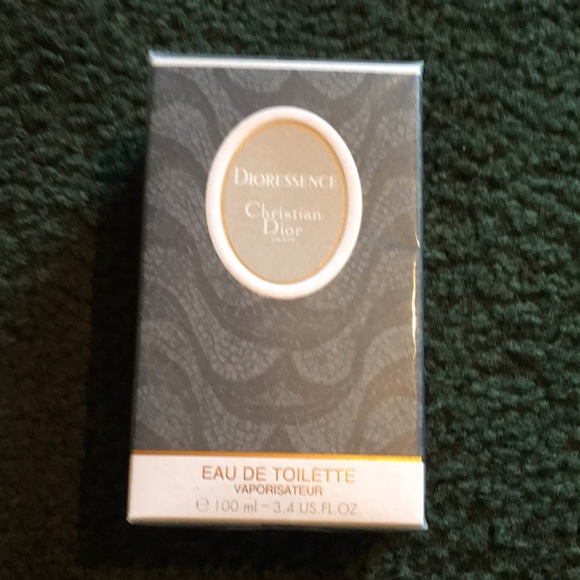 DIORESSENCE
Christian
Dior
PARIS
EAU DE TOILETTE
VAPORISATEUR
℮ 100 ml – 3.4 US.FL.OZ.